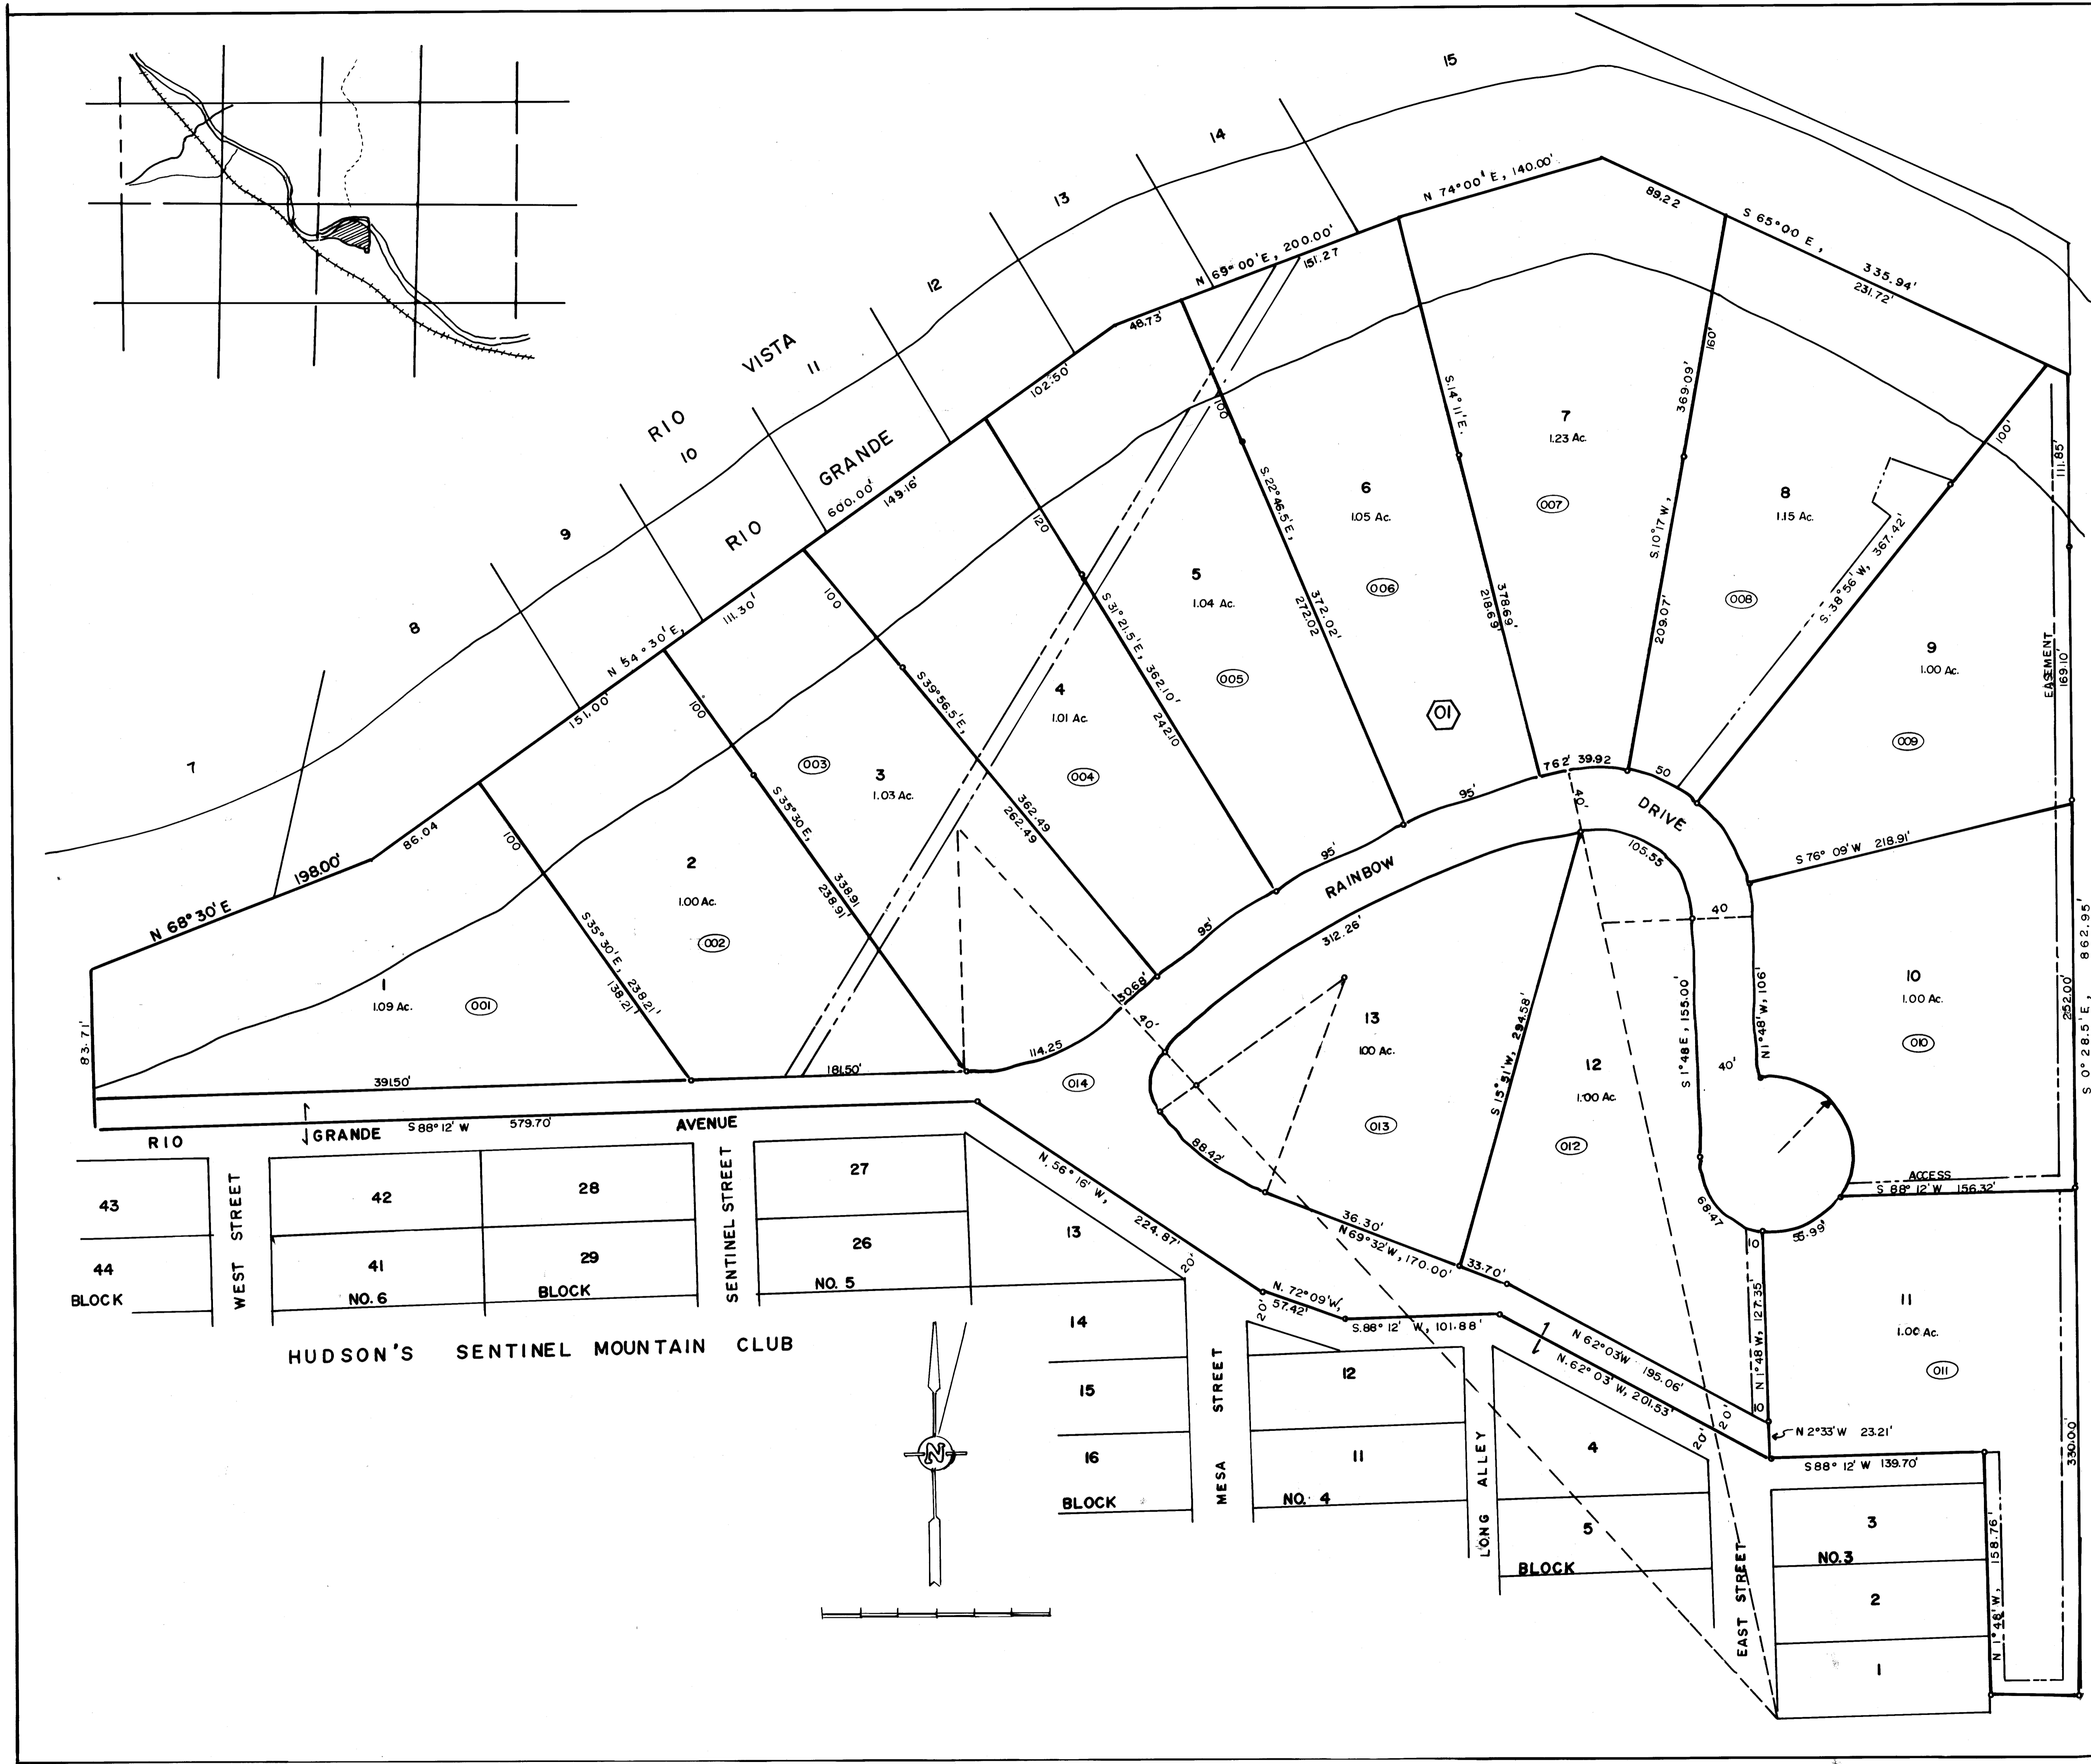 15
14
13
12
11
10
9
8
7
RIO VISTA
RIO GRANDE
N 68°30'E
198.00'
83.71'
86.04
151.00'
N 54°30'E,
600.00'
111.30'
149.16'
102.50'
48.73'
N 69°00'E, 200.00'
151.27
N 74°00'E, 140.00'
89.22
S 65°00 E,
335.94'
231.72'
1
1.09 Ac.
001
100
S35°30'E, 238.21'
138.21'
2
1.00 Ac.
002
100'
S 35°30 E,
338.91
238.91'
3
1.03 Ac.
003
100
S39°56.5'E,
362.49
262.49
4
1.01 Ac.
004
120
S 31°21.5'E, 362.10'
242.10
5
1.04 Ac.
005
100
S.22°46.5'E,
372.02'
272.02
6
1.05 Ac.
006
S.14°11'E.
378.69'
218.69'
01
7
1.23 Ac.
007
160'
369.09'
S.10°17'W,
209.07'
8
1.15 Ac.
008
100'
S.38°56'W, 367.42'
9
1.00 Ac.
009
111.85'
EASEMENT
169.10'
S 76°09'W 218.91'
10
1.00 Ac.
010
252.00'
S 0°28.5'E, 862.95'
ACCESS
S 88°12'W 156.32'
11
1.00 Ac.
011
330.00'
12
1.00 Ac.
012
S 15°51'W, 294.58'
13
1.00 Ac.
013
014
RAINBOW
DRIVE
114.25
30.68'
40'
95'
95'
95'
7.62'
39.92
50
40'
105.55
312.26'
40
S 1°48 E, 155.00'
N1°48'W, 106'
40'
68.47
55.99'
10
N 1°48 W, 127.35'
10
88.42'
36.30'
N 69°32'W, 170.00'
33.70'
N 62°03W 195.06'
N.62°03'W, 201.53'
20'
20'
N 2°33'W 23.21'
S 88°12'W 139.70'
N 1°48'W, 158.76'
391.50'
181.50'
RIO GRANDE AVENUE
S 88°12'W 579.70'
N. 56°16'W, 224.87'
20'
N. 72°09'W,
57.42'
20'
S.88°12' W, 101.88'
43
44
BLOCK
WEST STREET
42
41
NO. 6
28
29
BLOCK
SENTINEL STREET
27
26
NO. 5
13
14
15
16
BLOCK
MESA STREET
12
11
NO. 4
LONG ALLEY
4
5
BLOCK
EAST STREET
3
NO. 3
2
1
HUDSON'S SENTINEL MOUNTAIN CLUB
N